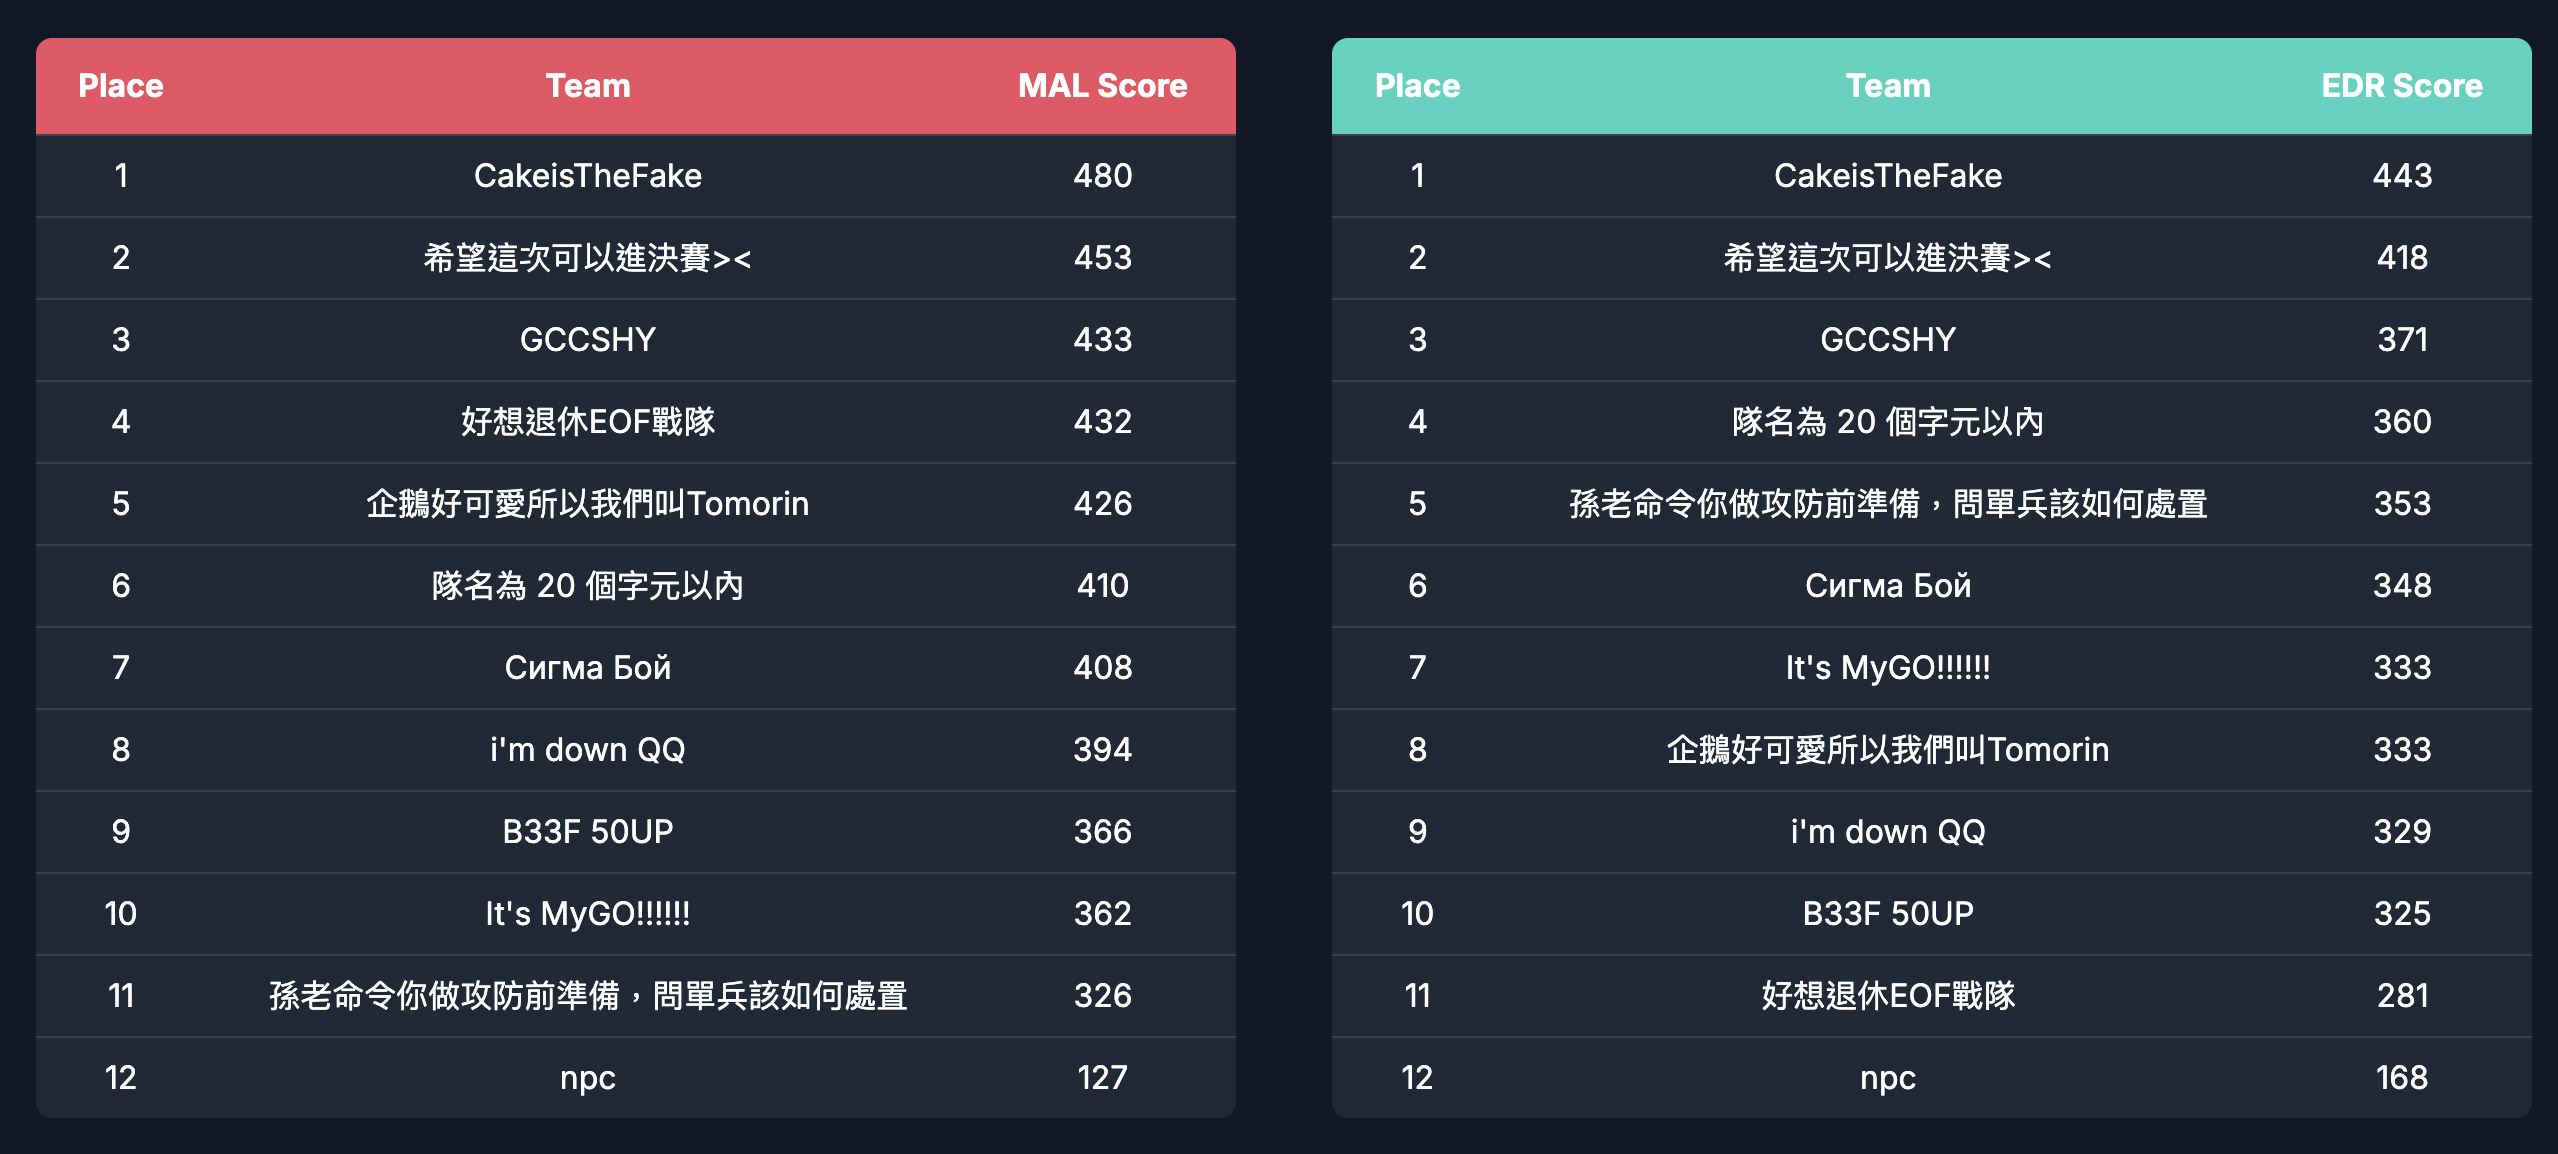 Place Team MAL Score
1 CakeisTheFake 480
2 希望這次可以進決賽>< 453
3 GCCSHY 433
4 好想退休EOF戰隊 432
5 企鵝好可愛所以我們叫Tomorin 426
6 隊名為 20 個字元以內 410
7 Сигма Бой 408
8 i'm down QQ 394
9 B33F 50UP 366
10 It's MyGO!!!!!! 362
11 孫老命令你做攻防前準備，問單兵該如何處置 326
12 npc 127
Place Team EDR Score
1 CakeisTheFake 443
2 希望這次可以進決賽>< 418
3 GCCSHY 371
4 隊名為 20 個字元以內 360
5 孫老命令你做攻防前準備，問單兵該如何處置 353
6 Сигма Бой 348
7 It's MyGO!!!!!! 333
8 企鵝好可愛所以我們叫Tomorin 333
9 i'm down QQ 329
10 B33F 50UP 325
11 好想退休EOF戰隊 281
12 npc 168